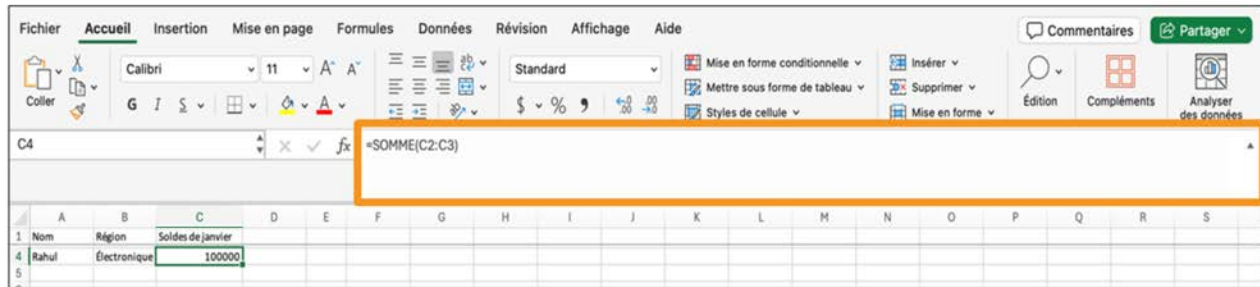 Fichier Accueil Insertion Mise en page Formules Données Révision Affichage Aide Commentaires Partager
Calibri 11 A A Standard Mise en forme conditionnelle Insérer
Coller Mettre sous forme de tableau Supprimer Édition Compléments Analyser
G I S A $ % Styles de cellule Mise en forme des données
C4 fx =SOMME(C2:C3)
A B C D E F G H I J K L M N O P Q R S
1 Nom Région Soldes de janvier
4 Rahul Électronique 100000
5